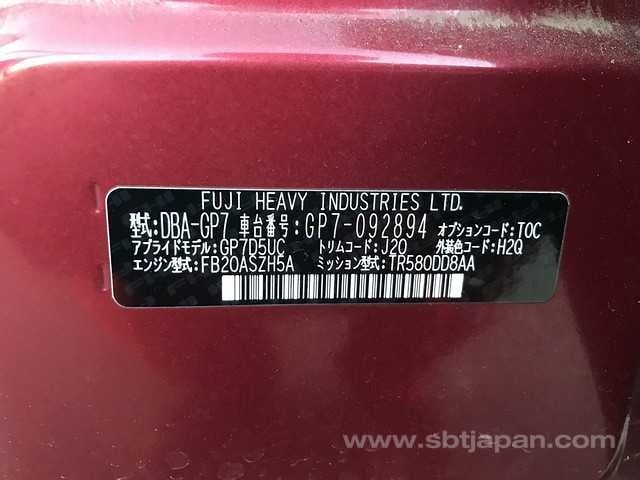 FUJI HEAVY INDUSTRIES LTD.
型式:DBA-GP7 車台番号:GP7-092894 オプションコード:TOC
アプライドモデル:GP7D5UC トリムコード:J20 外装色コード:H2Q
エンジン型式:FB20ASZH5A ミッション型式:TR580DD8AA
www.sbtjapan.com